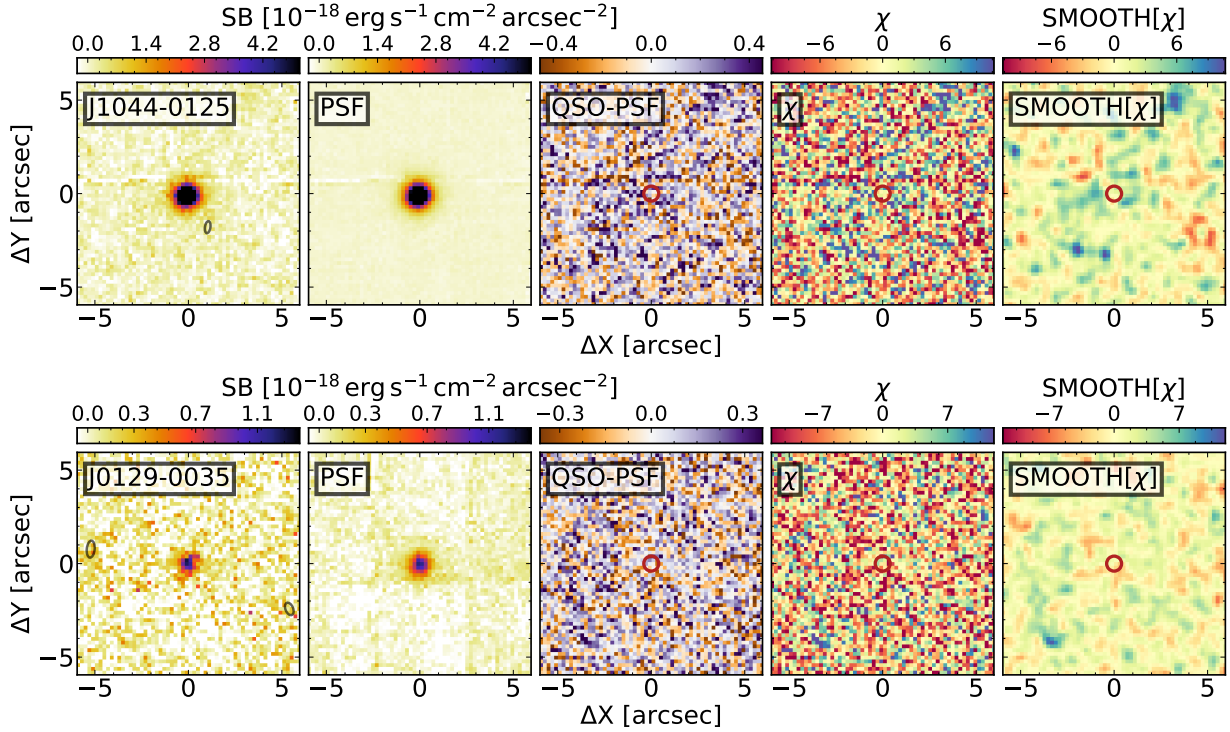 SB [10⁻¹⁸ erg s⁻¹ cm⁻² arcsec⁻²] χ SMOOTH[χ]
0.0 1.4 2.8 4.2 0.0 1.4 2.8 4.2 −0.4 0.0 0.4 −6 0 6 −6 0 6
J1044-0125 PSF QSO-PSF χ SMOOTH[χ]
5
0
−5
ΔY [arcsec]
−5 0 5 −5 0 5 −5 0 5 −5 0 5 −5 0 5
ΔX [arcsec]
SB [10⁻¹⁸ erg s⁻¹ cm⁻² arcsec⁻²] χ SMOOTH[χ]
0.0 0.3 0.7 1.1 0.0 0.3 0.7 1.1 −0.3 0.0 0.3 −7 0 7 −7 0 7
J0129-0035 PSF QSO-PSF χ SMOOTH[χ]
5
0
−5
ΔY [arcsec]
−5 0 5 −5 0 5 −5 0 5 −5 0 5 −5 0 5
ΔX [arcsec]